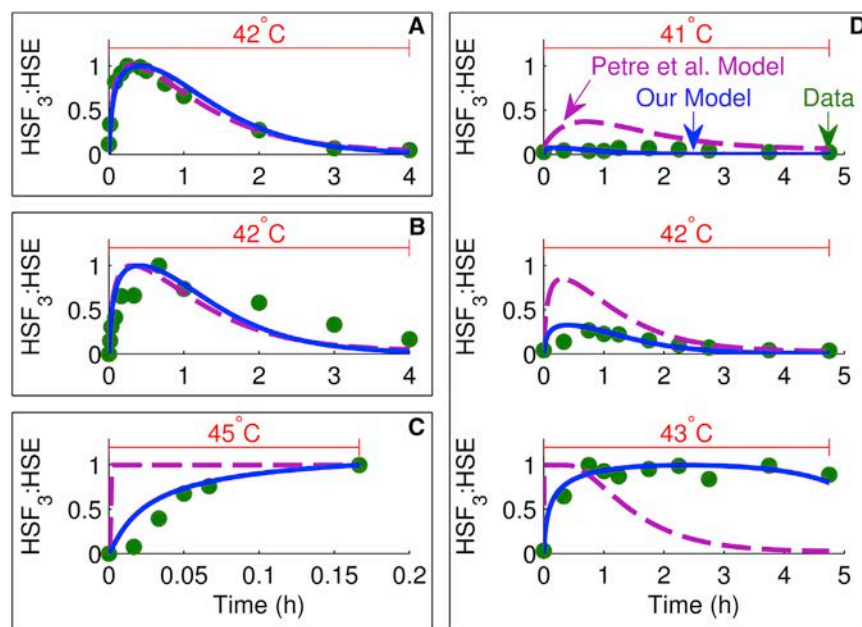 A
42°C
HSF3:HSE
1
0.5
0
0 1 2 3 4
B
42°C
HSF3:HSE
1
0.5
0
0 1 2 3 4
C
45°C
HSF3:HSE
1
0.5
0
0 0.05 0.1 0.15 0.2
Time (h)
D
41°C
Petre et al. Model
Our Model Data
HSF3:HSE
1
0.5
0
0 1 2 3 4 5
42°C
HSF3:HSE
1
0.5
0
0 1 2 3 4 5
43°C
HSF3:HSE
1
0.5
0
0 1 2 3 4 5
Time (h)